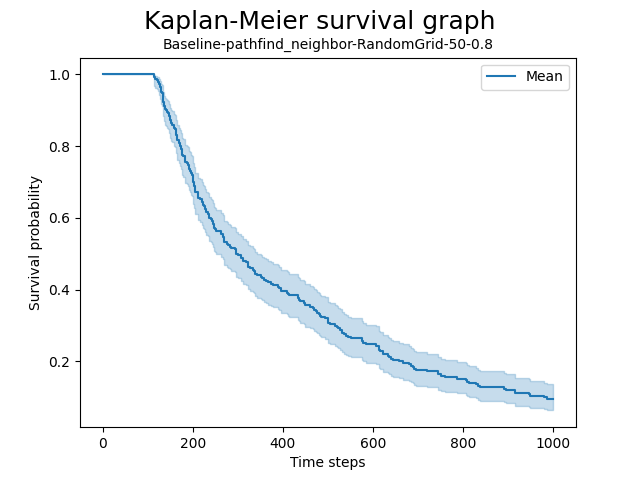 Kaplan-Meier survival graph
Baseline-pathfind_neighbor-RandomGrid-50-0.8
Mean
Survival probability
1.0
0.8
0.6
0.4
0.2
0 200 400 600 800 1000
Time steps